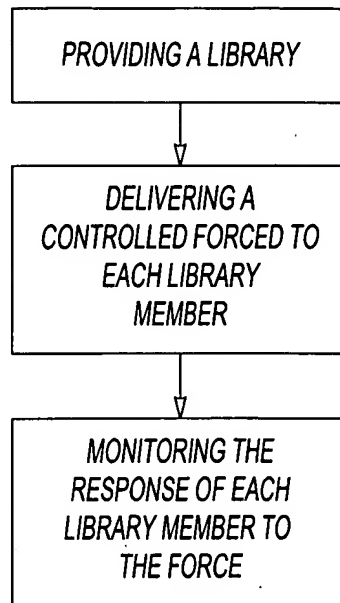 PROVIDING A LIBRARY
DELIVERING A
CONTROLLED FORCED TO
EACH LIBRARY
MEMBER
MONITORING THE
RESPONSE OF EACH
LIBRARY MEMBER TO
THE FORCE